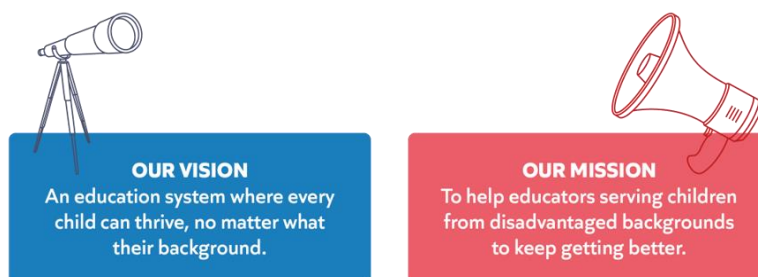 OUR VISION
An education system where every
child can thrive, no matter what
their background.
OUR MISSION
To help educators serving children
from disadvantaged backgrounds
to keep getting better.